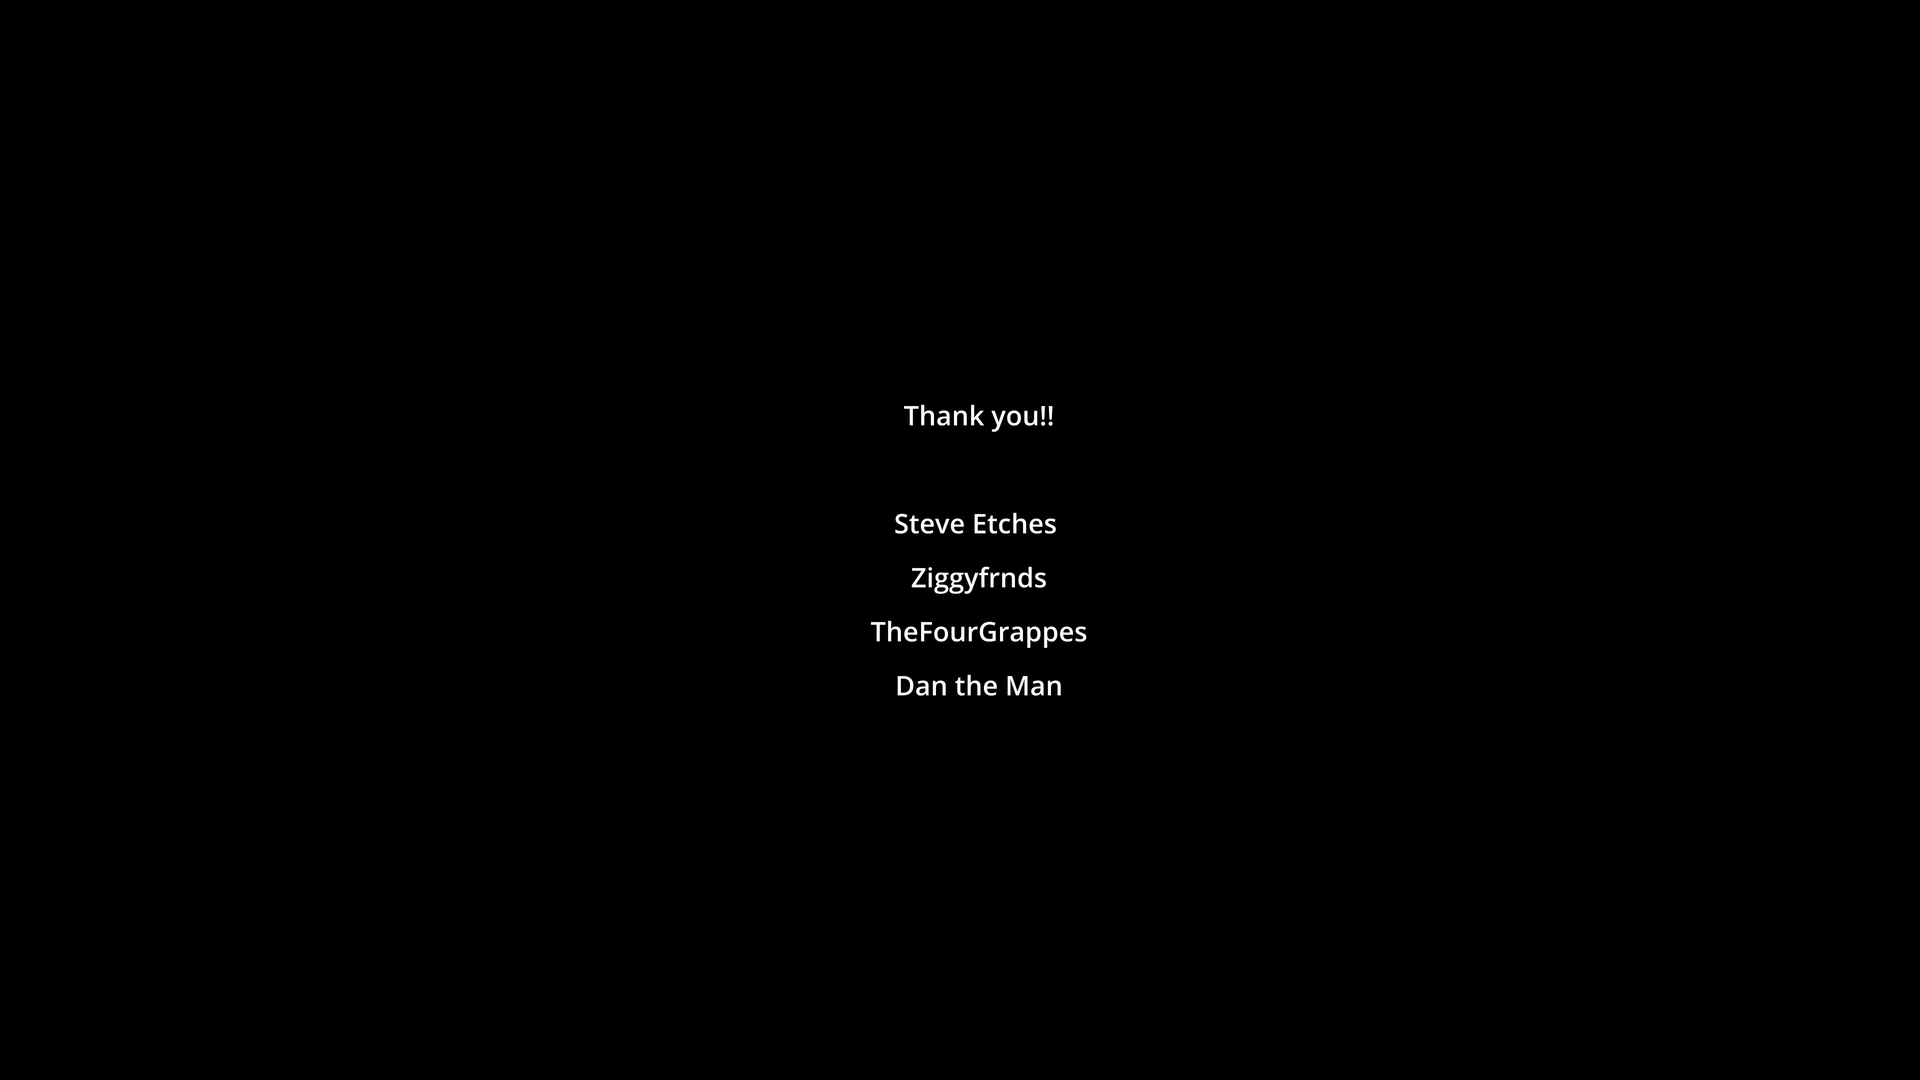 Thank you!!
Steve Etches
Ziggyfrnds
TheFourGrappes
Dan the Man